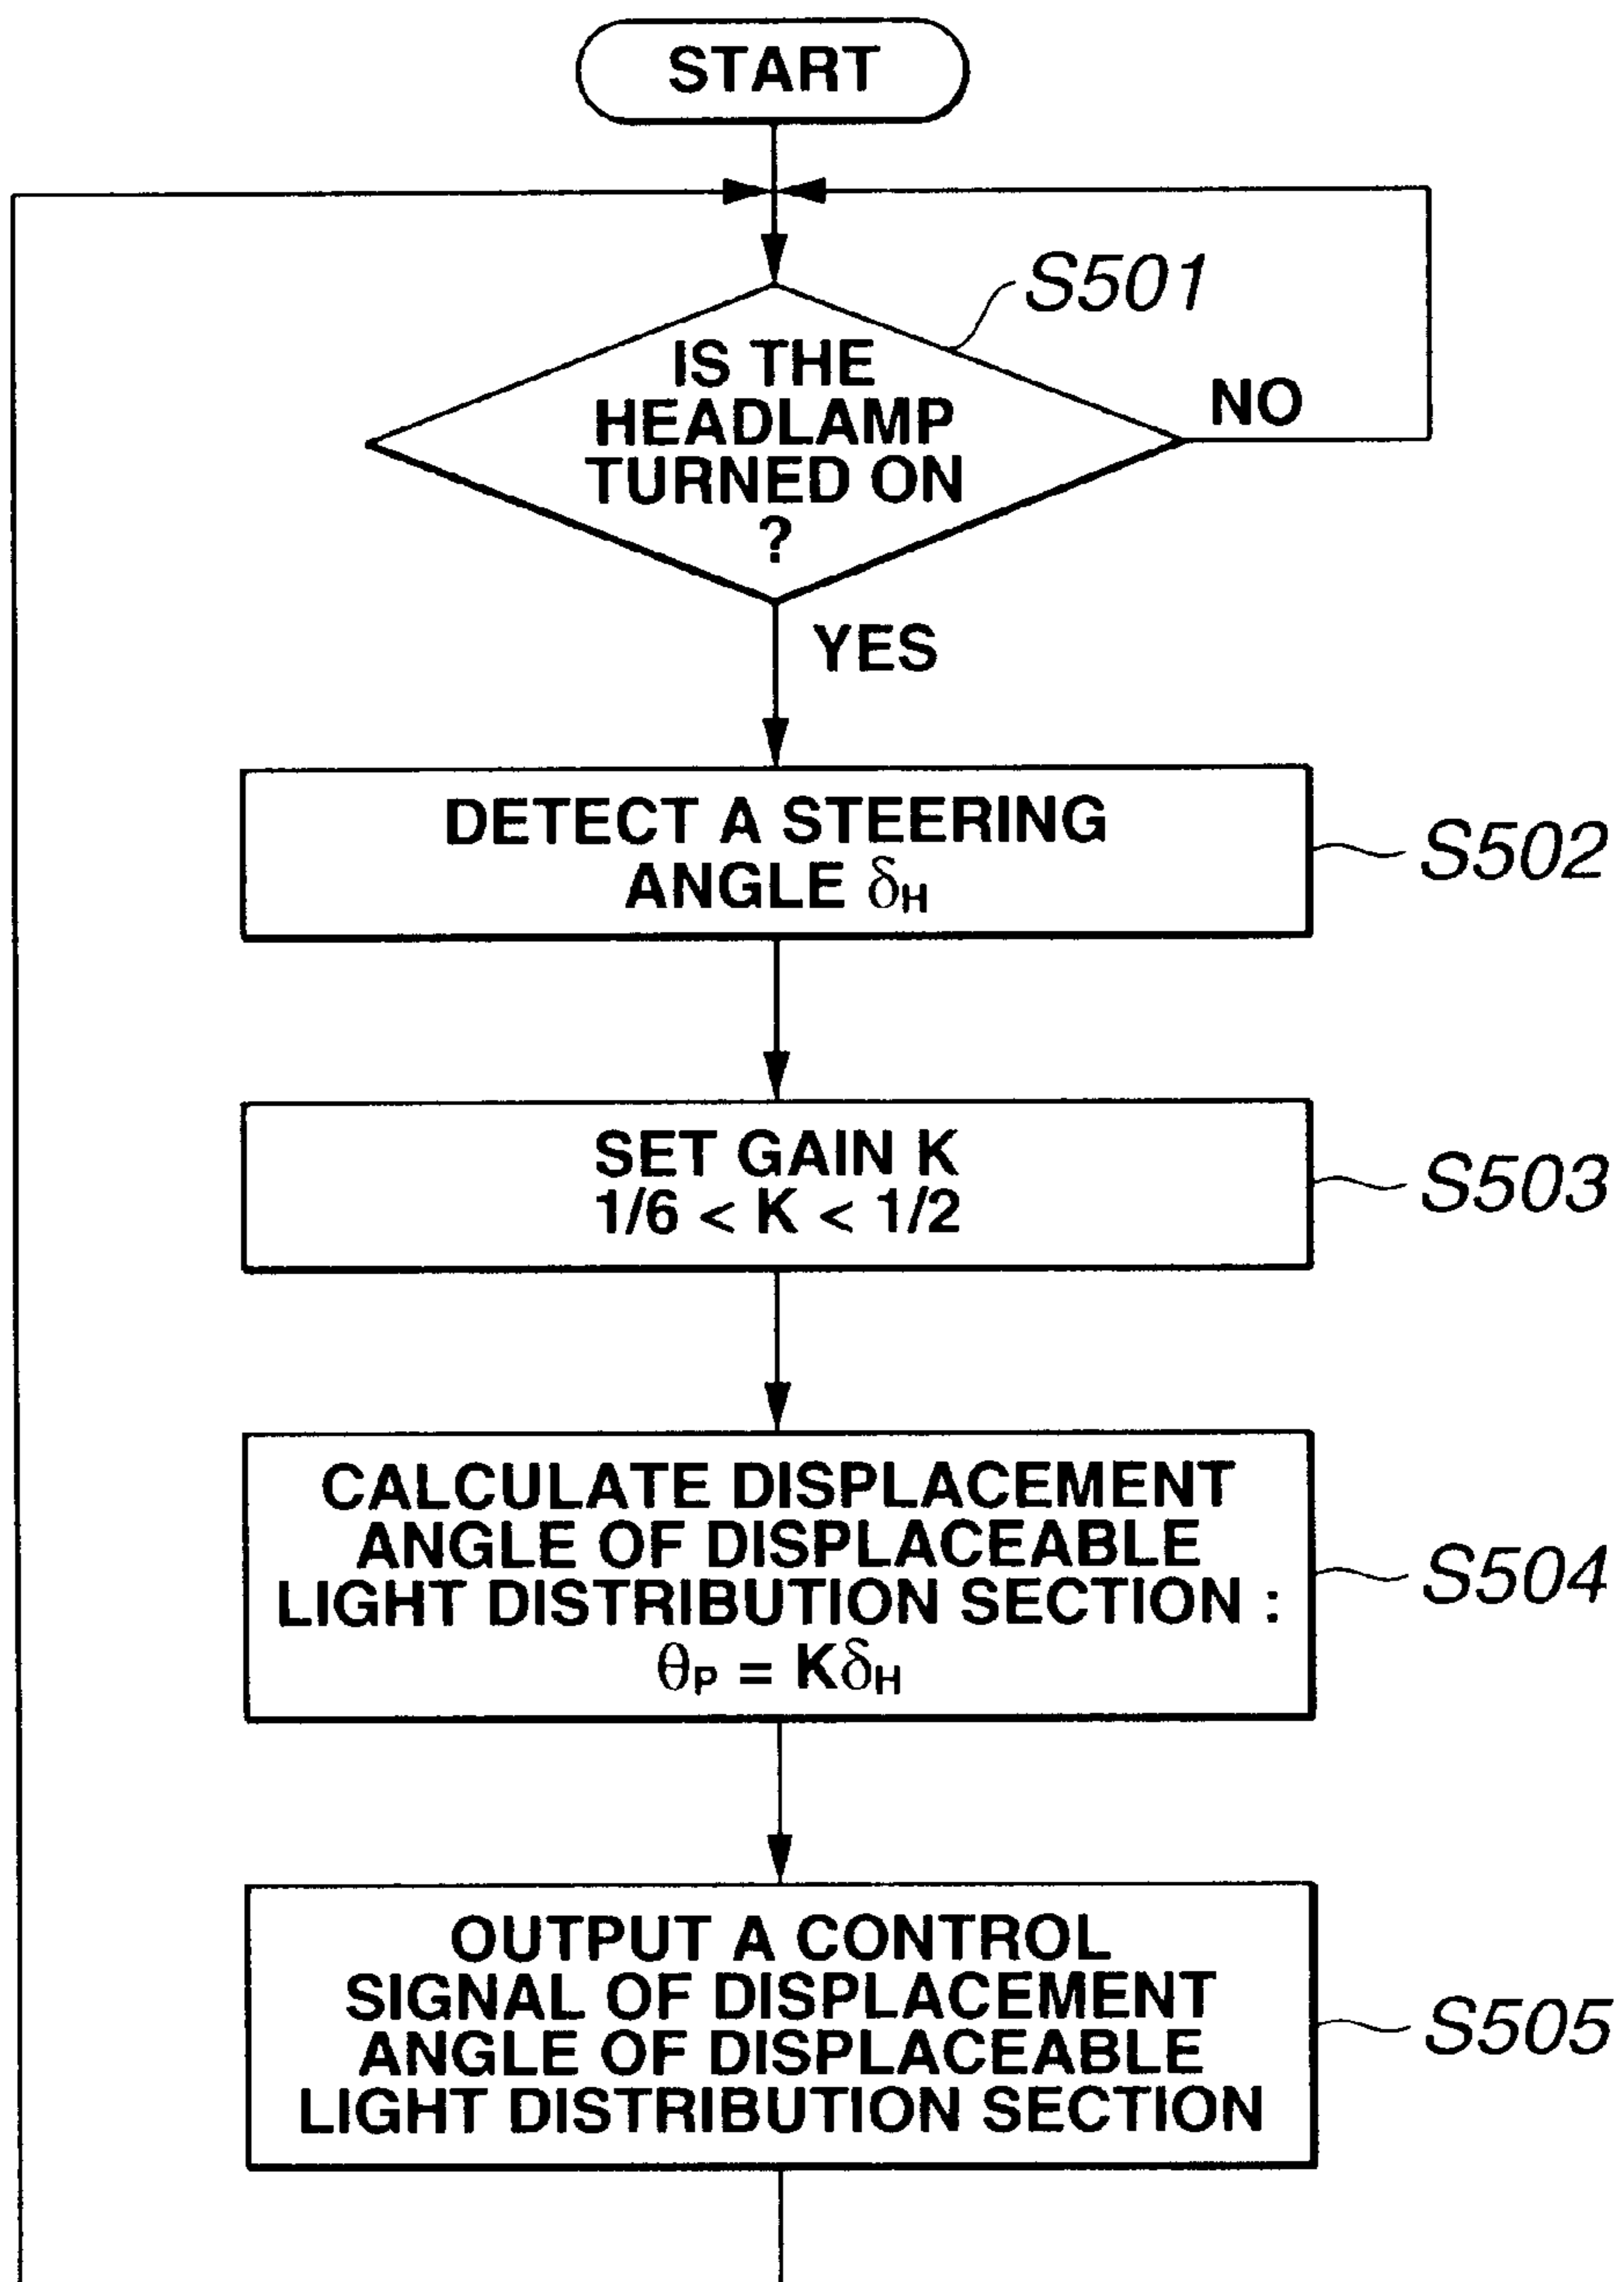 START
S501
IS THE
HEADLAMP
TURNED ON
?
NO
YES
DETECT A STEERING
ANGLE δH
S502
SET GAIN K
1/6 < K < 1/2
S503
CALCULATE DISPLACEMENT
ANGLE OF DISPLACEABLE
LIGHT DISTRIBUTION SECTION :
θP = KδH
S504
OUTPUT A CONTROL
SIGNAL OF DISPLACEMENT
ANGLE OF DISPLACEABLE
LIGHT DISTRIBUTION SECTION
S505